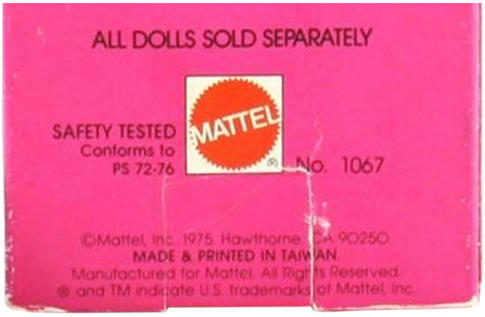 ALL DOLLS SOLD SEPARATELY
MATTEL
SAFETY TESTED
Conforms to
PS 72-76
® No. 1067
©Mattel, Inc. 1975. Hawthorne, CA 90250.
MADE & PRINTED IN TAIWAN.
Manufactured for Mattel. All Rights Reserved.
® and TM indicate U.S. trademarks of Mattel, Inc.